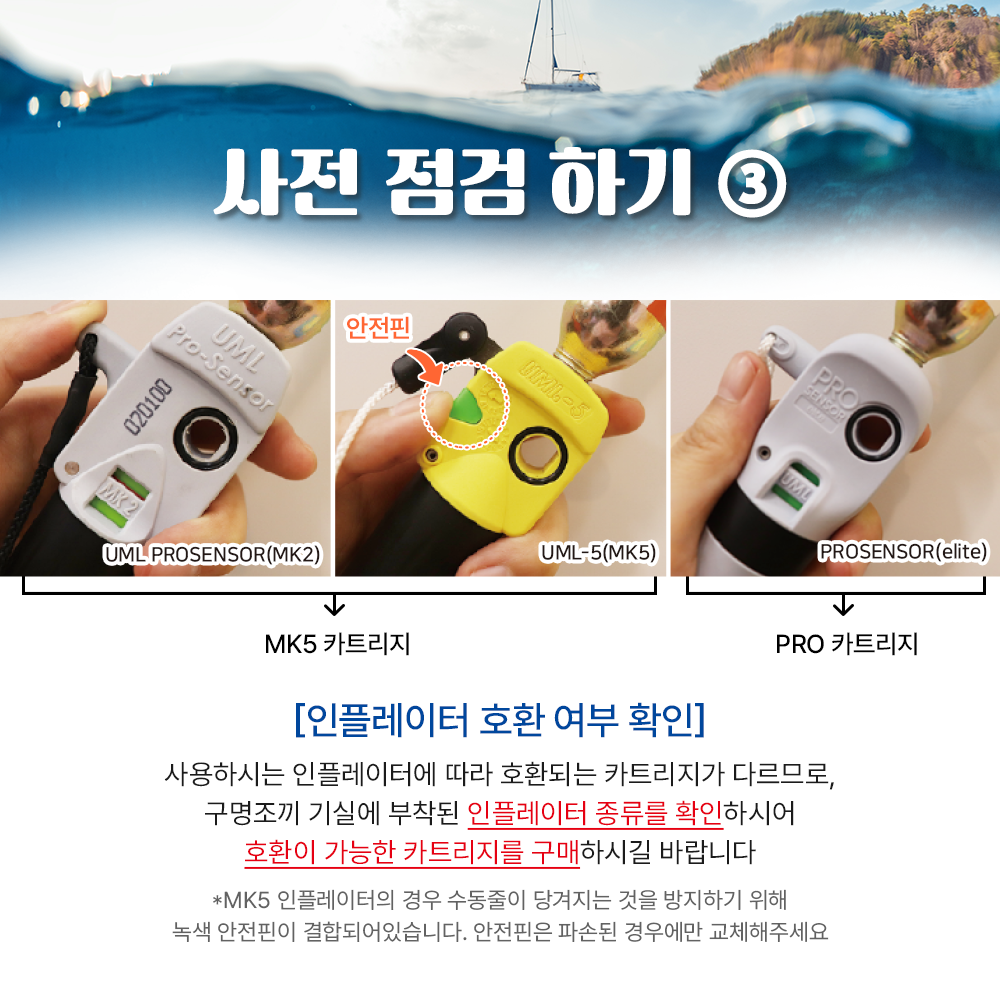 사전 점검 하기 ③
UML
Pro-Sensor
020100
MK 2
UML PROSENSOR(MK2)
안전핀
UML-5
UML-5(MK5)
PRO
SENSOR
UML
PROSENSOR(elite)
MK5 카트리지
PRO 카트리지
[인플레이터 호환 여부 확인]
사용하시는 인플레이터에 따라 호환되는 카트리지가 다르므로,
구명조끼 기실에 부착된 인플레이터 종류를 확인하시어
호환이 가능한 카트리지를 구매하시길 바랍니다
*MK5 인플레이터의 경우 수동줄이 당겨지는 것을 방지하기 위해
녹색 안전핀이 결합되어있습니다. 안전핀은 파손된 경우에만 교체해주세요